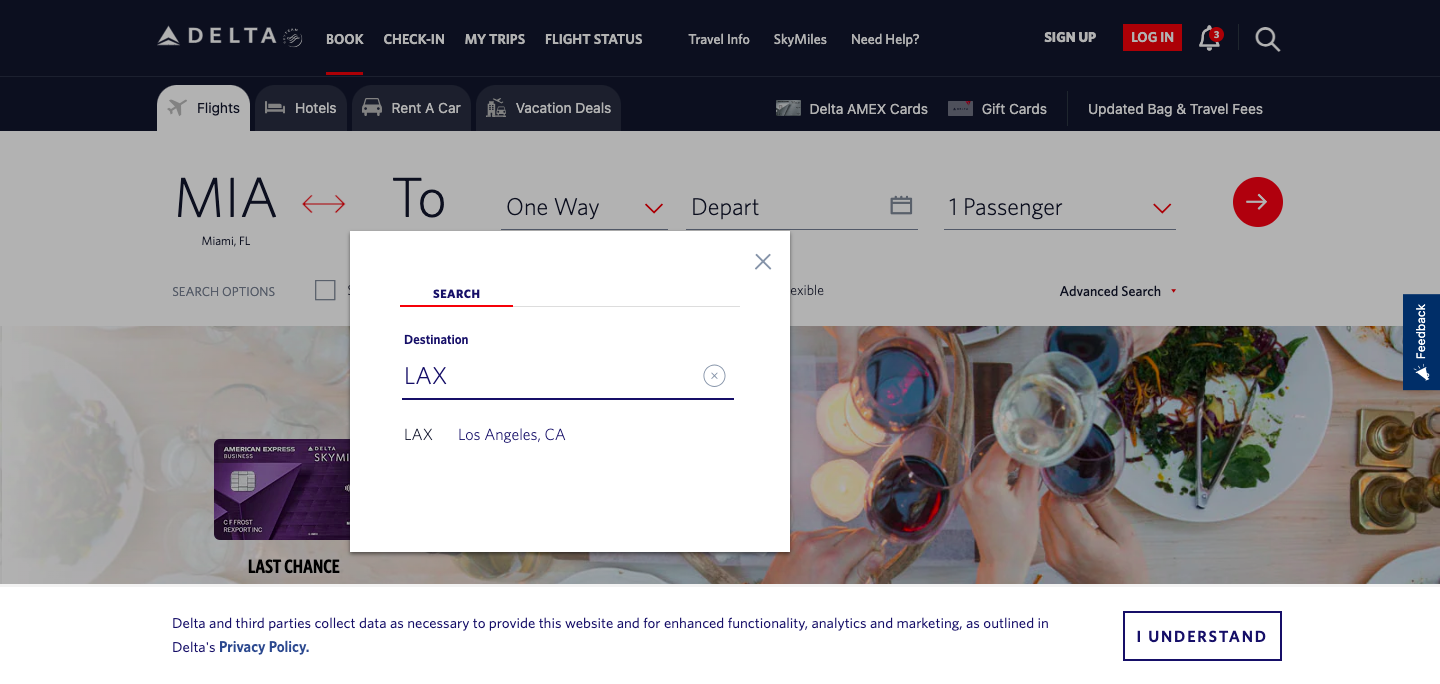 DELTA
BOOK
CHECK-IN
MY TRIPS
FLIGHT STATUS
Travel Info
SkyMiles
Need Help?
SIGN UP
LOG IN
3
Flights
Hotels
Rent A Car
Vacation Deals
Delta AMEX Cards
Gift Cards
Updated Bag & Travel Fees
MIA
Miami, FL
To
One Way
Depart
1 Passenger
SEARCH OPTIONS
exible
Advanced Search
SEARCH
Destination
LAX
LAX Los Angeles, CA
Feedback
AMERICAN EXPRESS
BUSINESS
DELTA
SKYMI
C F FROST
REXPORT INC
LAST CHANCE
Delta and third parties collect data as necessary to provide this website and for enhanced functionality, analytics and marketing, as outlined in
Delta's Privacy Policy.
I UNDERSTAND